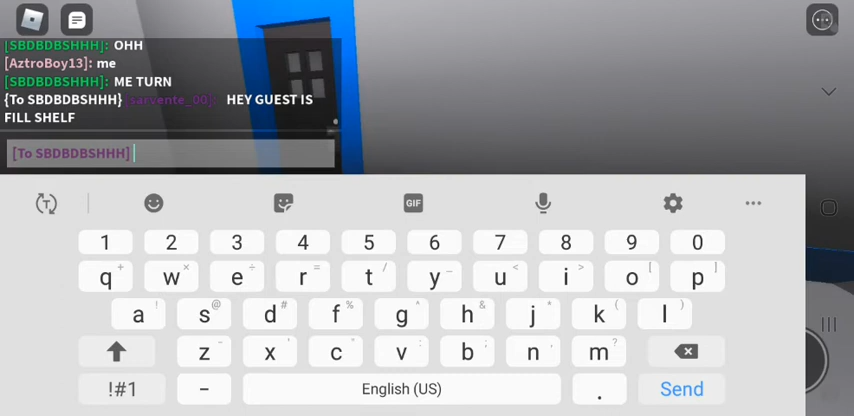 [SBDBDBSHHH]: OHH
[AztroBoy13]: me
[SBDBDBSHHH]: ME TURN
{To SBDBDBSHHH}[sarvente_00]: HEY GUEST IS
FILL SHELF
[To SBDBDBSHHH]
GIF
1 2 3 4 5 6 7 8 9 0
q + w × e ÷ r = t / y _ u < i > o [ p ]
a ! s @ d # f % g ^ h & j * k ( l )
z - x ' c " v : b ; n , m ?
!#1 - English (US) . Send